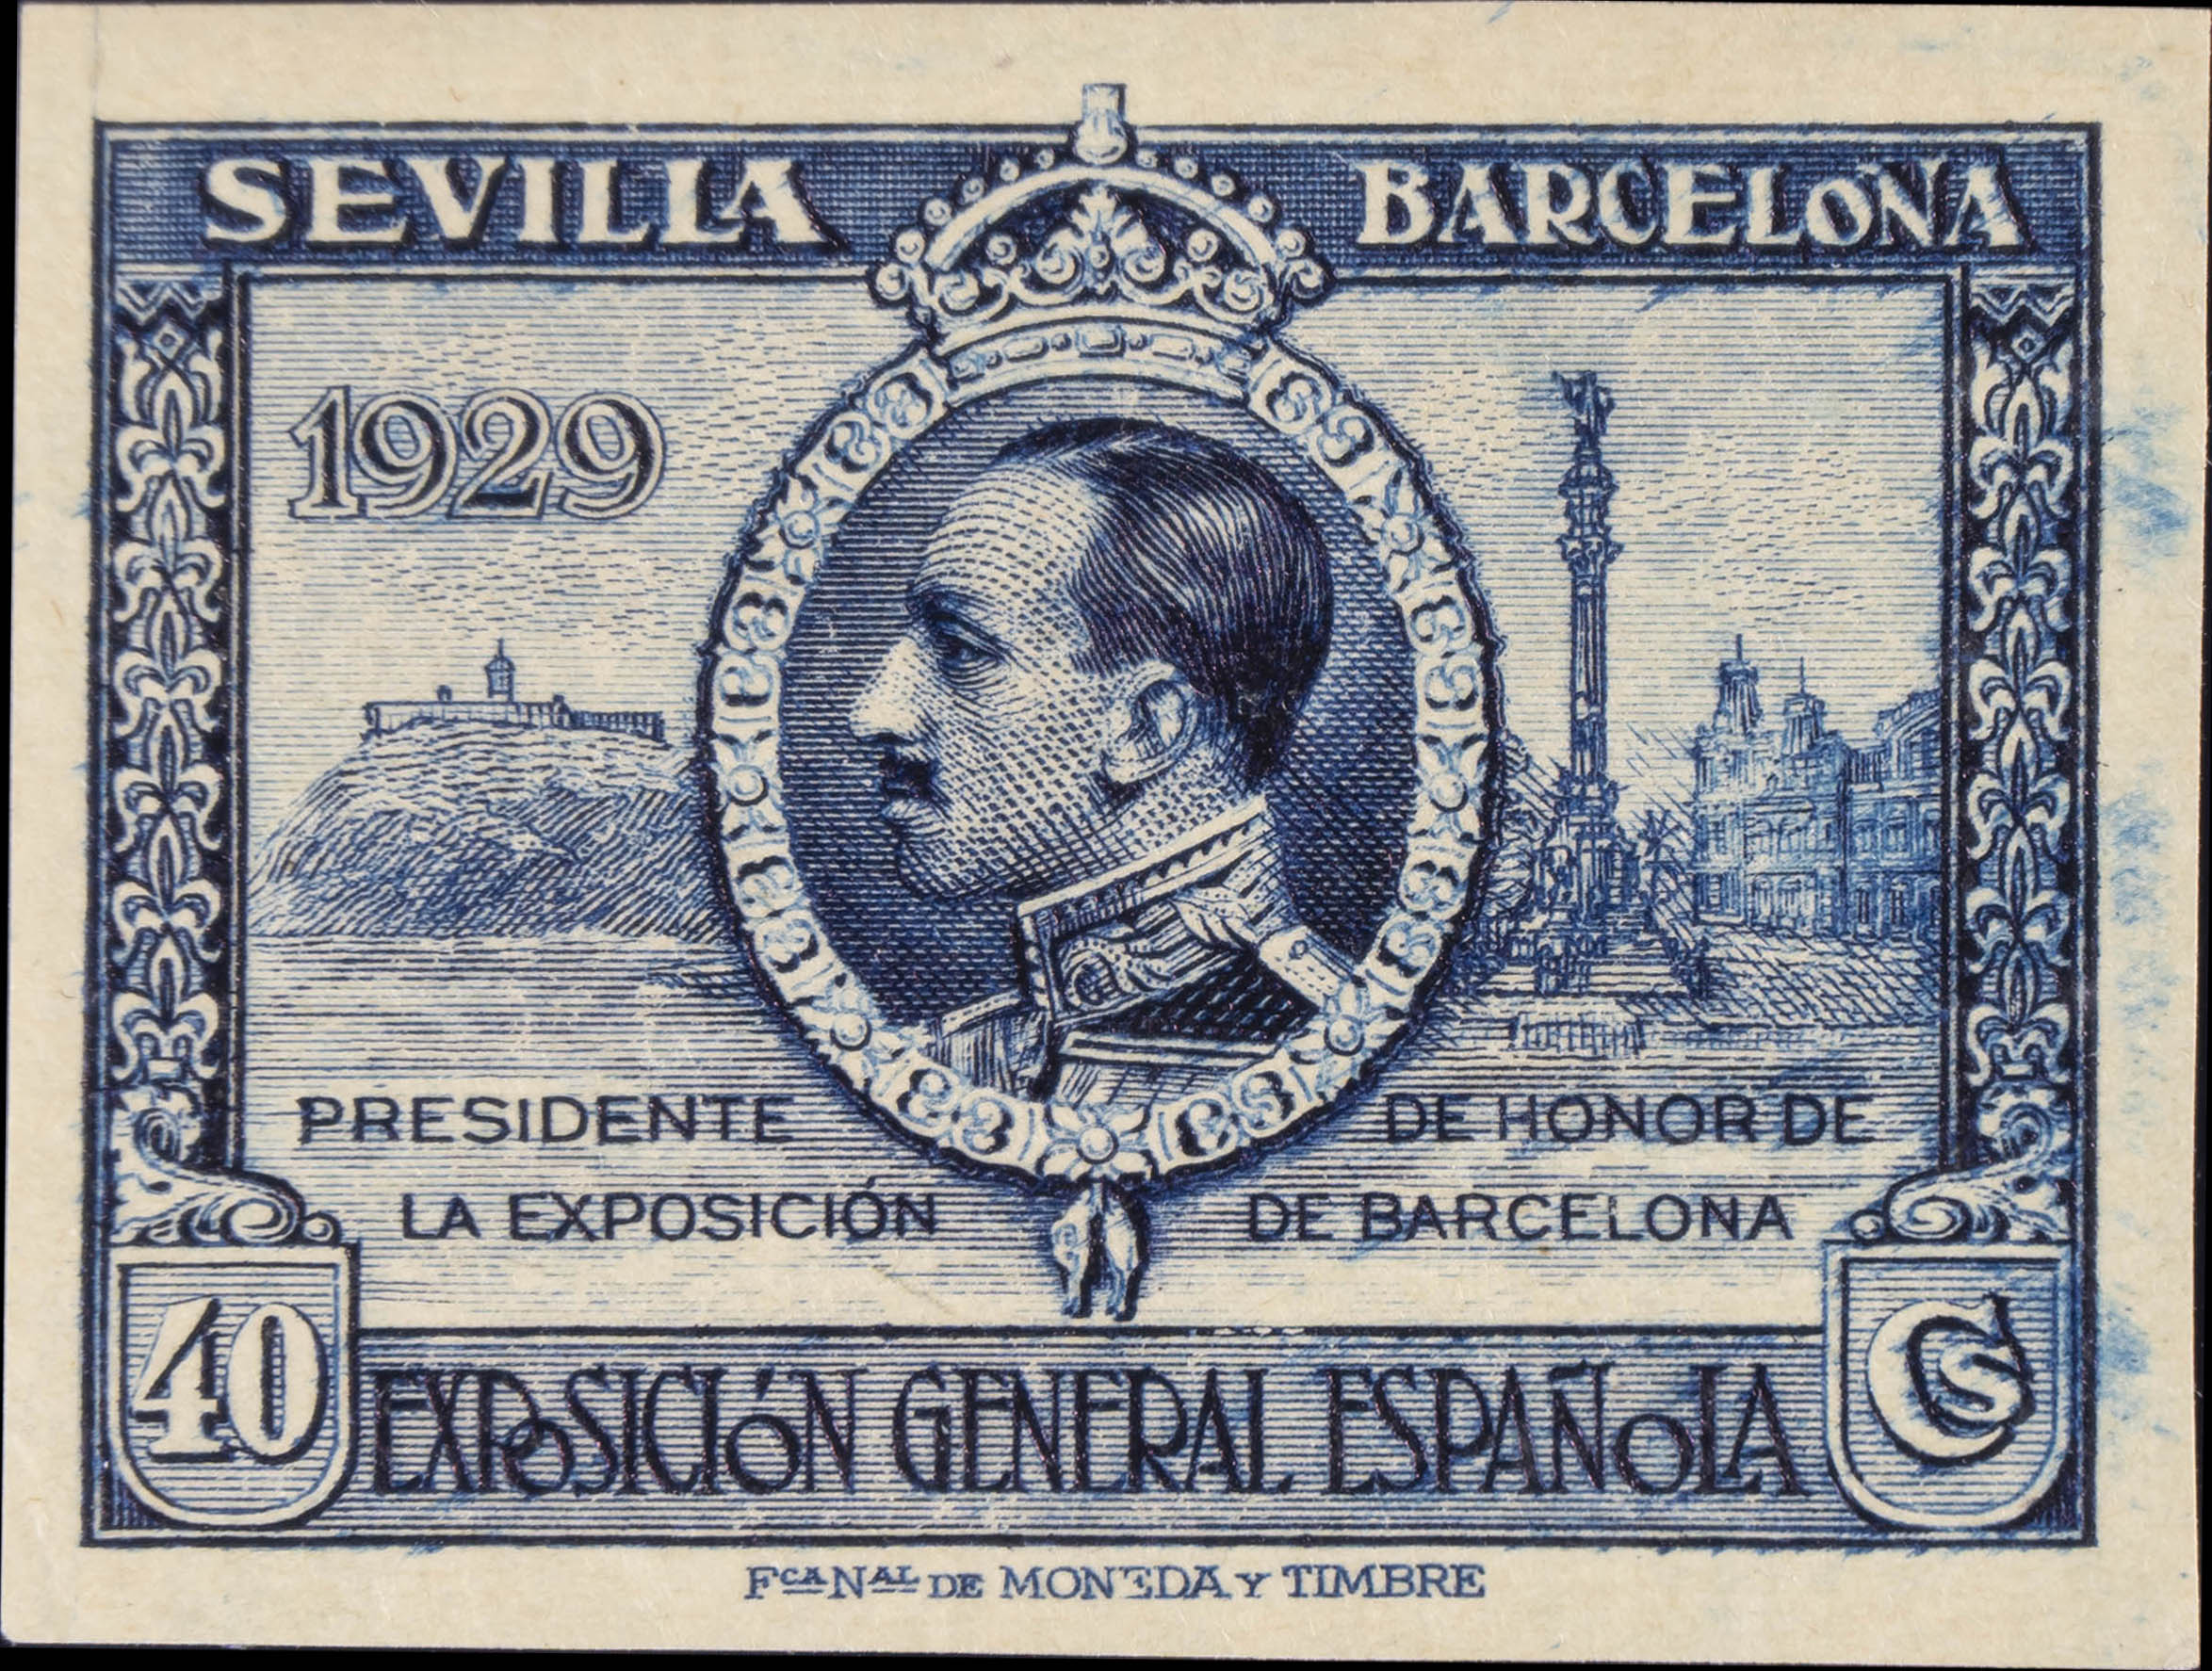 SEVILLA BARCELONA
1929
PRESIDENTE DE HONOR DE
LA EXPOSICIÓN DE BARCELONA
40 EXPOSICIÓN GENERAL ESPAÑOLA Cs
FCA NAL DE MONEDA Y TIMBRE